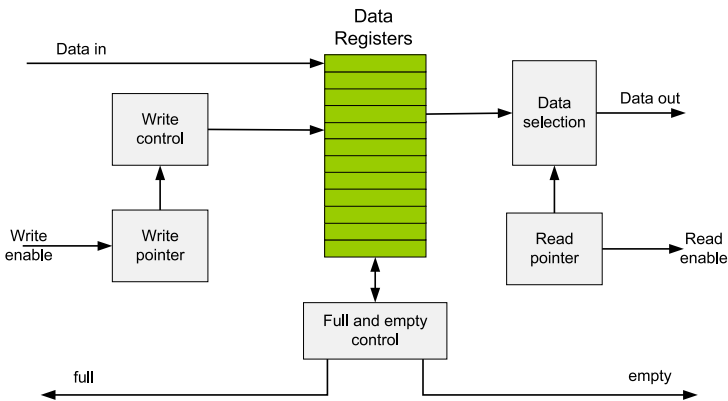 Data
Registers
Data in
Write
control
Data
selection
Data out
Write
enable
Write
pointer
Read
pointer
Read
enable
Full and empty
control
full
empty